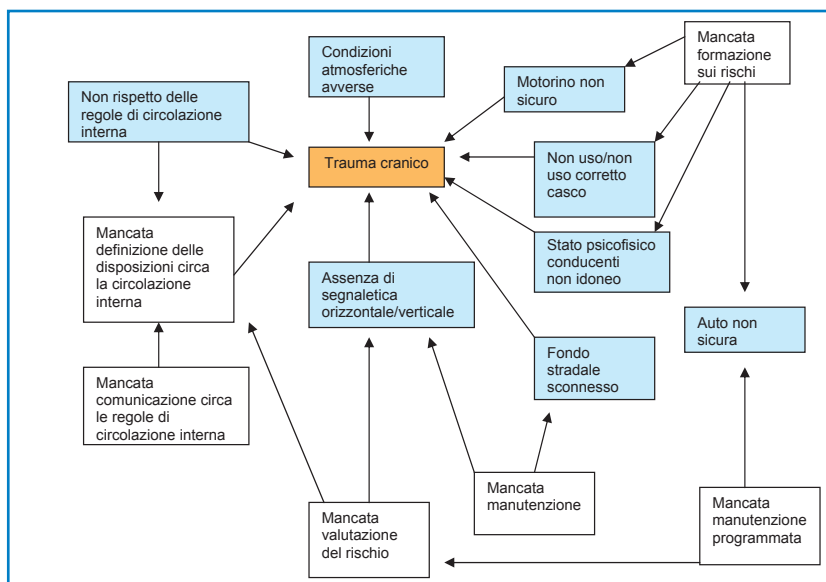 Mancata
formazione
sui rischi
Condizioni
atmosferiche
avverse
Motorino non
sicuro
Non rispetto delle
regole di circolazione
interna
Trauma cranico
Non uso/non
uso corretto
casco
Mancata
definizione delle
disposizioni circa
la circolazione
interna
Stato psicofisico
conducenti
non idoneo
Assenza di
segnaletica
orizzontale/verticale
Auto non
sicura
Fondo
stradale
sconnesso
Mancata
comunicazione circa
le regole di
circolazione interna
Mancata
manutenzione
Mancata
valutazione
del rischio
Mancata
manutenzione
programmata